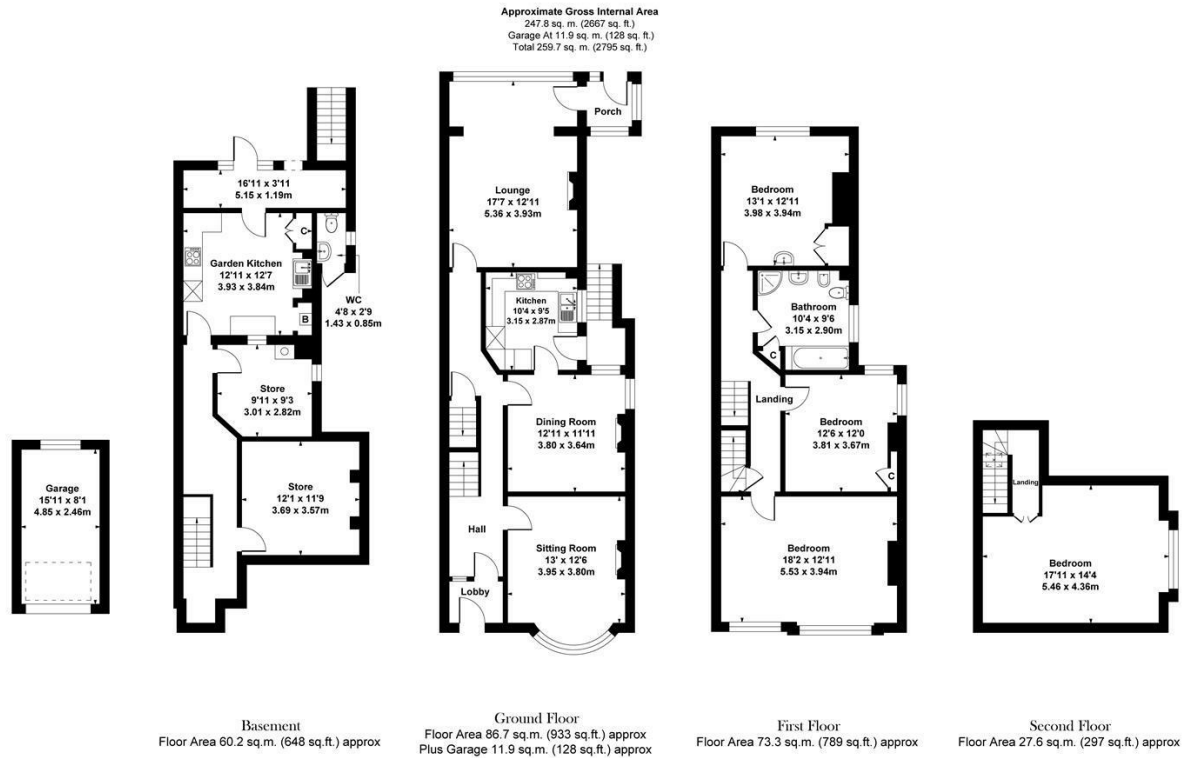 Approximate Gross Internal Area
247.8 sq. m. (2667 sq. ft.)
Garage At 11.9 sq. m. (128 sq. ft.)
Total 259.7 sq. m. (2795 sq. ft.)
16'11 x 3'11
5.15 x 1.19m
C
Garden Kitchen
12'11 x 12'7
3.93 x 3.84m
B
WC
4'8 x 2'9
1.43 x 0.85m
Store
9'11 x 9'3
3.01 x 2.82m
Store
12'1 x 11'9
3.69 x 3.57m
Garage
15'11 x 8'1
4.85 x 2.46m
Porch
Lounge
17'7 x 12'11
5.36 x 3.93m
Kitchen
10'4 x 9'5
3.15 x 2.87m
Dining Room
12'11 x 11'11
3.80 x 3.64m
Hall
Sitting Room
13' x 12'6
3.95 x 3.80m
Lobby
Bedroom
13'1 x 12'11
3.98 x 3.94m
Bathroom
10'4 x 9'6
3.15 x 2.90m
C
Landing
Bedroom
12'6 x 12'0
3.81 x 3.67m
C
Bedroom
18'2 x 12'11
5.53 x 3.94m
Landing
Bedroom
17'11 x 14'4
5.46 x 4.36m
Basement
Floor Area 60.2 sq.m. (648 sq.ft.) approx
Ground Floor
Floor Area 86.7 sq.m. (933 sq.ft.) approx
Plus Garage 11.9 sq.m. (128 sq.ft.) approx
First Floor
Floor Area 73.3 sq.m. (789 sq.ft.) approx
Second Floor
Floor Area 27.6 sq.m. (297 sq.ft.) approx